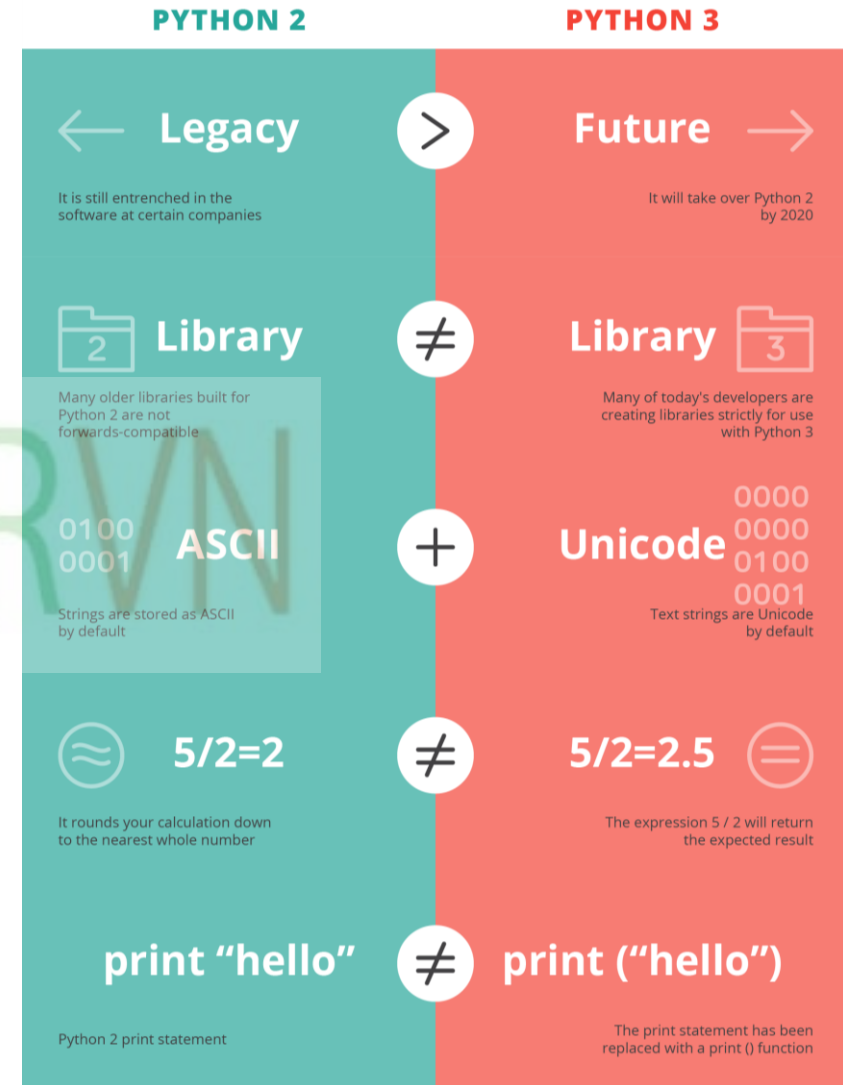 PYTHON 2
PYTHON 3
Legacy
>
Future
It is still entrenched in the
software at certain companies
It will take over Python 2
by 2020
2
Library
≠
Library
3
Many older libraries built for
Python 2 are not
forwards-compatible
Many of today's developers are
creating libraries strictly for use
with Python 3
RVN
0100
0001
ASCII
+
Unicode
0000
0000
0100
0001
Strings are stored as ASCII
by default
Text strings are Unicode
by default
≈
5/2=2
≠
5/2=2.5
=
It rounds your calculation down
to the nearest whole number
The expression 5 / 2 will return
the expected result
print “hello”
≠
print (“hello”)
Python 2 print statement
The print statement has been
replaced with a print () function